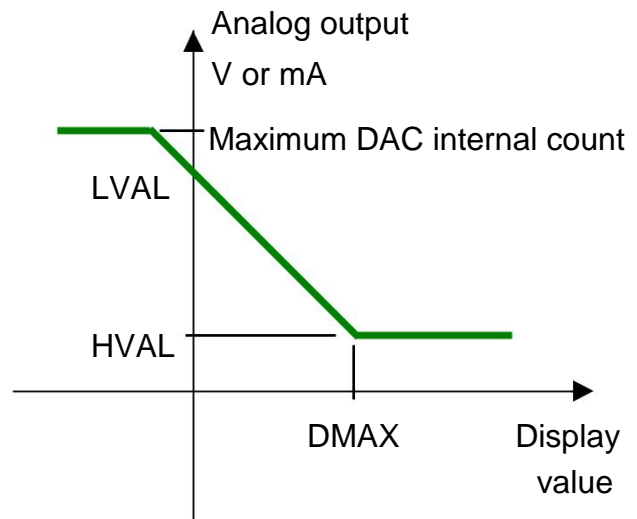 Analog output
V or mA
Maximum DAC internal count
LVAL
HVAL
DMAX
Display
value